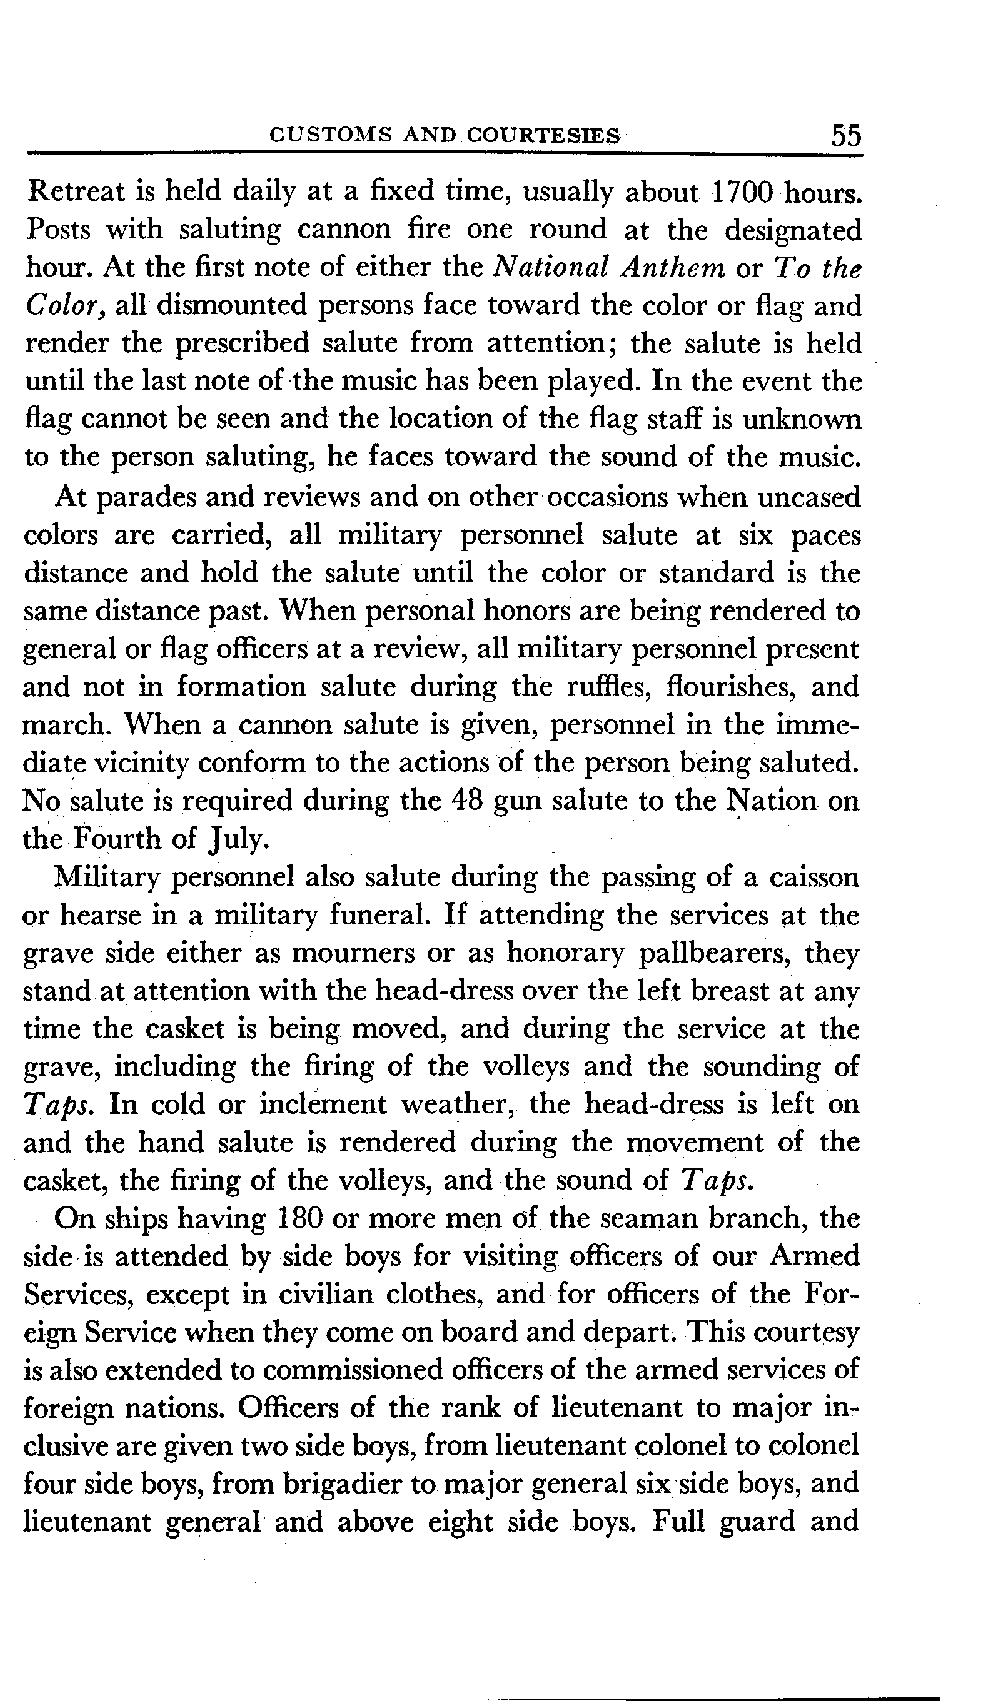 CUSTOMS AND COURTESIES 55
Retreat is held daily at a fixed time, usually about 1700 hours.
Posts with saluting cannon fire one round at the designated
hour. At the first note of either the National Anthem or To the
Color, all dismounted persons face toward the color or flag and
render the prescribed salute from attention; the salute is held
until the last note of the music has been played. In the event the
flag cannot be seen and the location of the flag staff is unknown
to the person saluting, he faces toward the sound of the music.
At parades and reviews and on other occasions when uncased
colors are carried, all military personnel salute at six paces
distance and hold the salute until the color or standard is the
same distance past. When personal honors are being rendered to
general or flag officers at a review, all military personnel present
and not in formation salute during the ruffles, flourishes, and
march. When a cannon salute is given, personnel in the imme-
diate vicinity conform to the actions of the person being saluted.
No salute is required during the 48 gun salute to the Nation on
the Fourth of July.
Military personnel also salute during the passing of a caisson
or hearse in a military funeral. If attending the services at the
grave side either as mourners or as honorary pallbearers, they
stand at attention with the head-dress over the left breast at any
time the casket is being moved, and during the service at the
grave, including the firing of the volleys and the sounding of
Taps. In cold or inclement weather, the head-dress is left on
and the hand salute is rendered during the movement of the
casket, the firing of the volleys, and the sound of Taps.
On ships having 180 or more men of the seaman branch, the
side is attended by side boys for visiting officers of our Armed
Services, except in civilian clothes, and for officers of the For-
eign Service when they come on board and depart. This courtesy
is also extended to commissioned officers of the armed services of
foreign nations. Officers of the rank of lieutenant to major in-
clusive are given two side boys, from lieutenant colonel to colonel
four side boys, from brigadier to major general six side boys, and
lieutenant general and above eight side boys. Full guard and